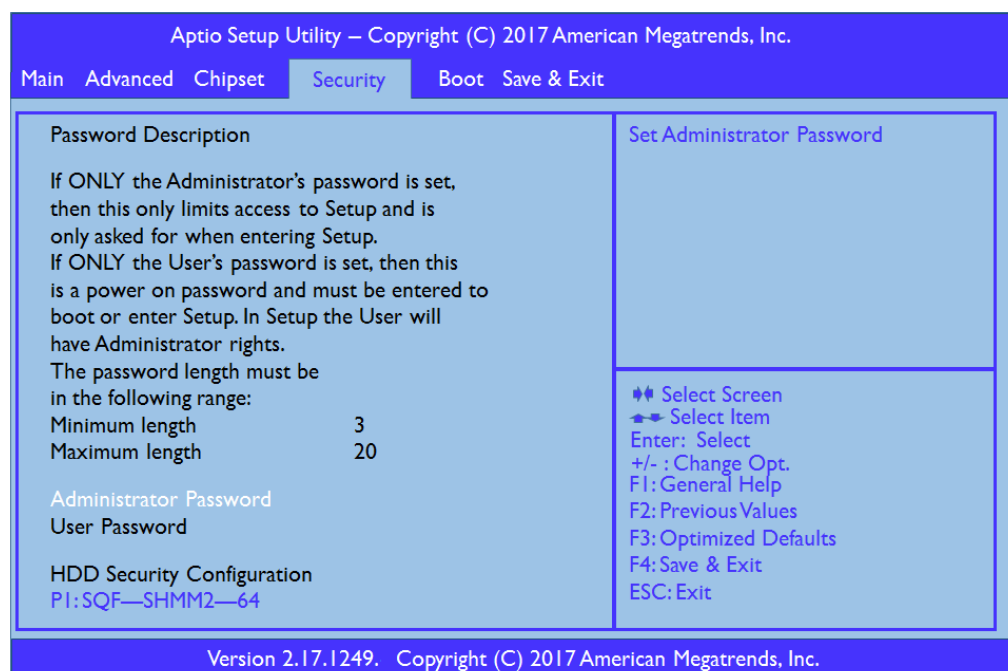 Aptio Setup Utility – Copyright (C) 2017 American Megatrends, Inc.
Main Advanced Chipset Security Boot Save & Exit
Password Description
If ONLY the Administrator's password is set,
then this only limits access to Setup and is
only asked for when entering Setup.
If ONLY the User's password is set, then this
is a power on password and must be entered to
boot or enter Setup. In Setup the User will
have Administrator rights.
The password length must be
in the following range:
Minimum length 3
Maximum length 20
Administrator Password
User Password
HDD Security Configuration
P1: SQF—SHMM2—64
Set Administrator Password
Select Screen
Select Item
Enter: Select
+/- : Change Opt.
F1: General Help
F2: Previous Values
F3: Optimized Defaults
F4: Save & Exit
ESC: Exit
Version 2.17.1249. Copyright (C) 2017 American Megatrends, Inc.